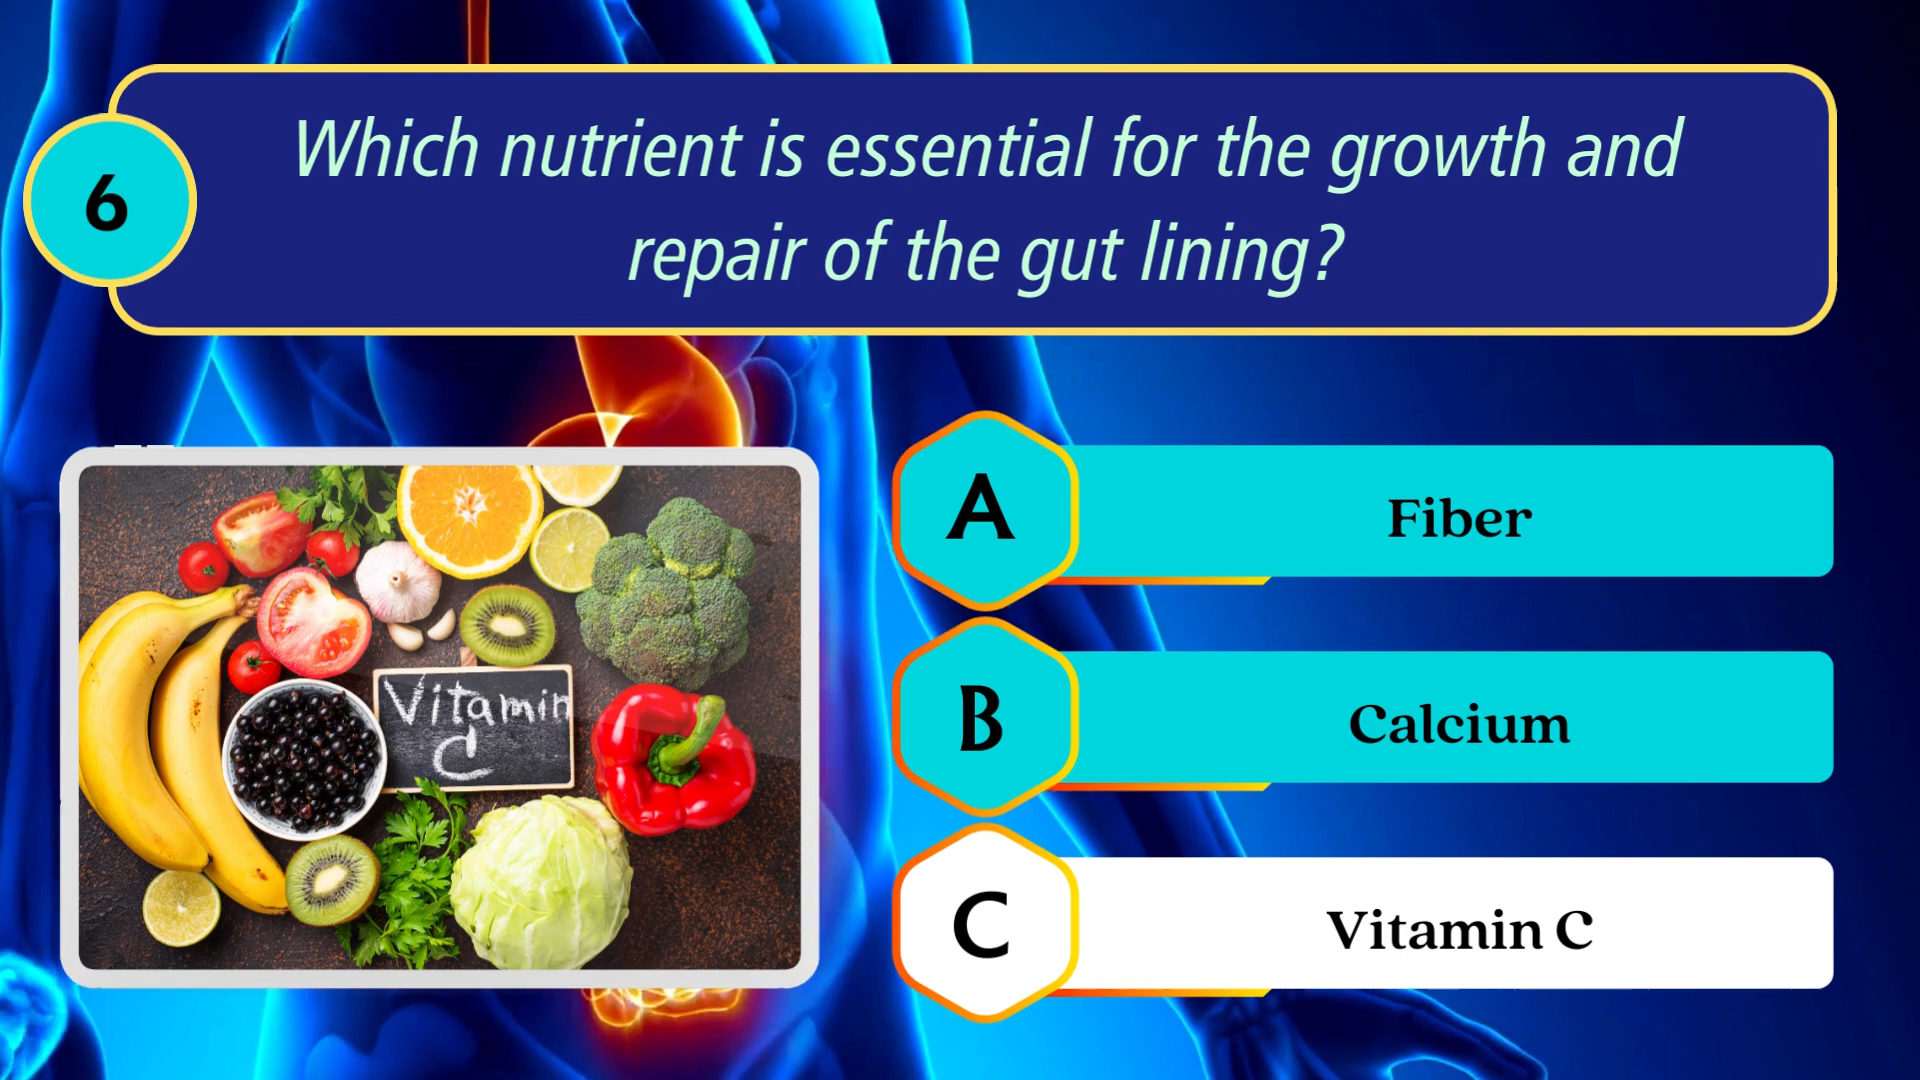 6
Which nutrient is essential for the growth and
repair of the gut lining?
Vitamin
C
A
Fiber
B
Calcium
C
Vitamin C